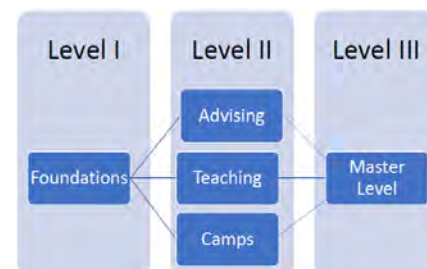 Level I
Level II
Level III
Advising
Foundations
Teaching
Master
Level
Camps